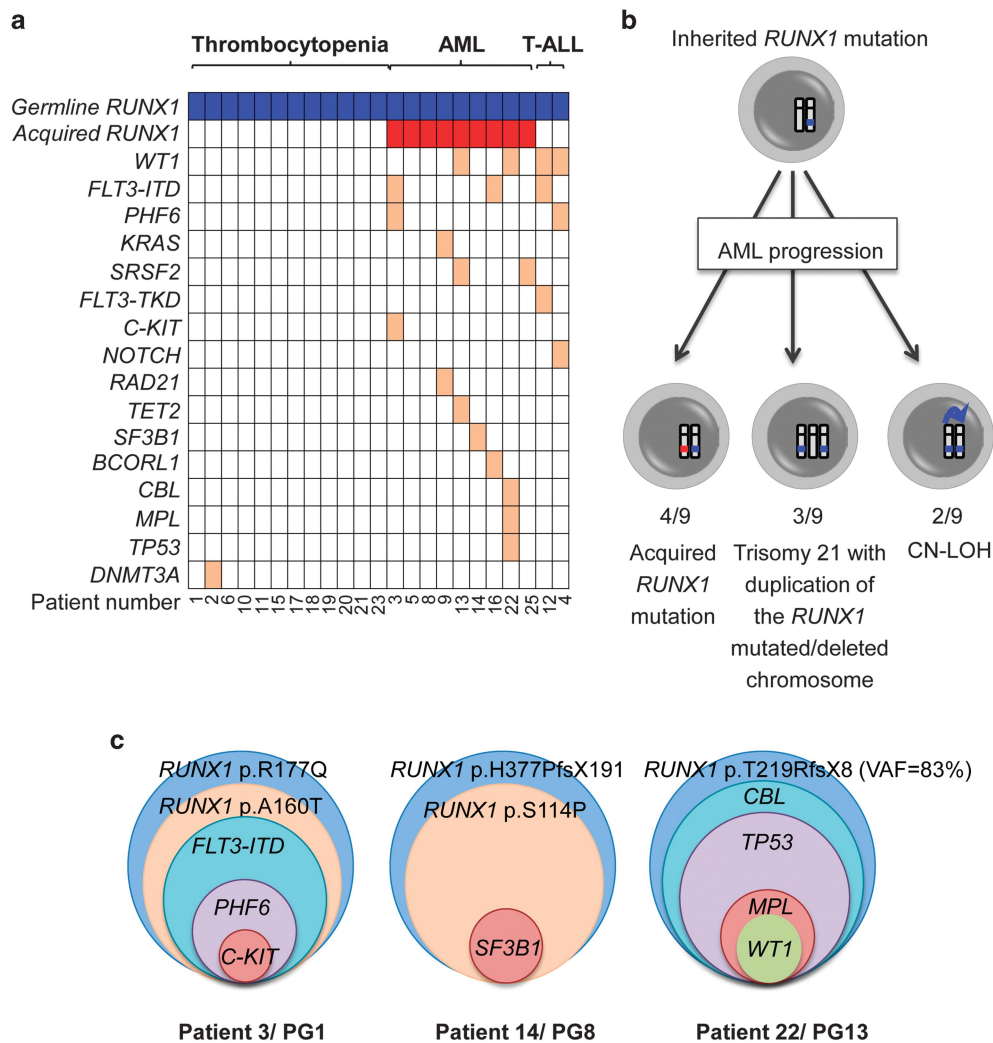 a
Thrombocytopenia AML T-ALL
Germline RUNX1
Acquired RUNX1
WT1
FLT3-ITD
PHF6
KRAS
SRSF2
FLT3-TKD
C-KIT
NOTCH
RAD21
TET2
SF3B1
BCORL1
CBL
MPL
TP53
DNMT3A
Patient number 1 2 6 10 11 15 17 18 19 20 21 23 3 5 8 9 13 14 16 22 25 12 4
b
Inherited RUNX1 mutation
AML progression
4/9
Acquired
RUNX1
mutation
3/9
Trisomy 21 with
duplication of
the RUNX1
mutated/deleted
chromosome
2/9
CN-LOH
c
RUNX1 p.R177Q
RUNX1 p.A160T
FLT3-ITD
PHF6
C-KIT
Patient 3/ PG1
RUNX1 p.H377PfsX191
RUNX1 p.S114P
SF3B1
Patient 14/ PG8
RUNX1 p.T219RfsX8 (VAF=83%)
CBL
TP53
MPL
WT1
Patient 22/ PG13